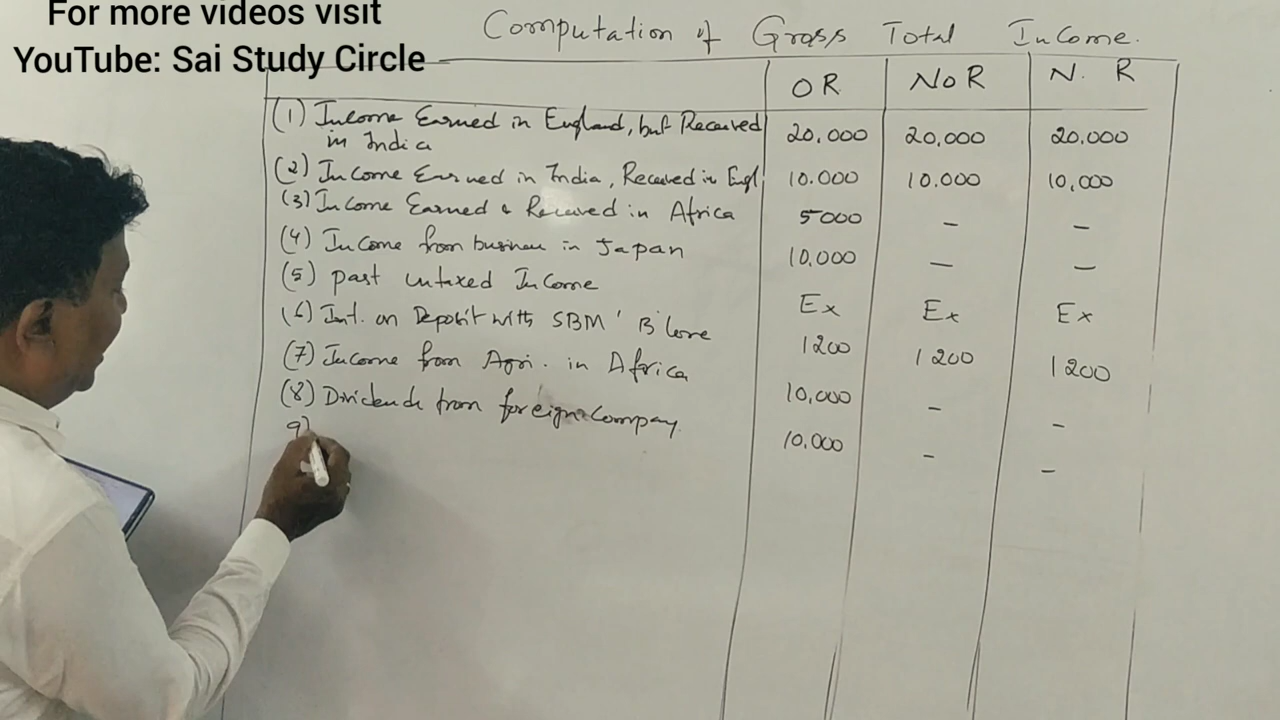 For more videos visit
YouTube: Sai Study Circle
Computation of Gross Total Income.
OR NOR N. R
(1) Income Earned in England, but Received 20,000 20,000 20,000
in India
(2) Income Earned in India, Received in Engl 10.000 10.000 10,000
(3) Income Earned & Received in Africa 5000 – –
(4) Income from business in Japan 10,000 – –
(5) past untaxed Income Ex Ex Ex
(6) Int. on Deposit with SBM' B'lore 1200 1200 1200
(7) Income from Agri. in Africa 10,000 – –
(8) Dividends from foreign Company 10.000 – –
9)